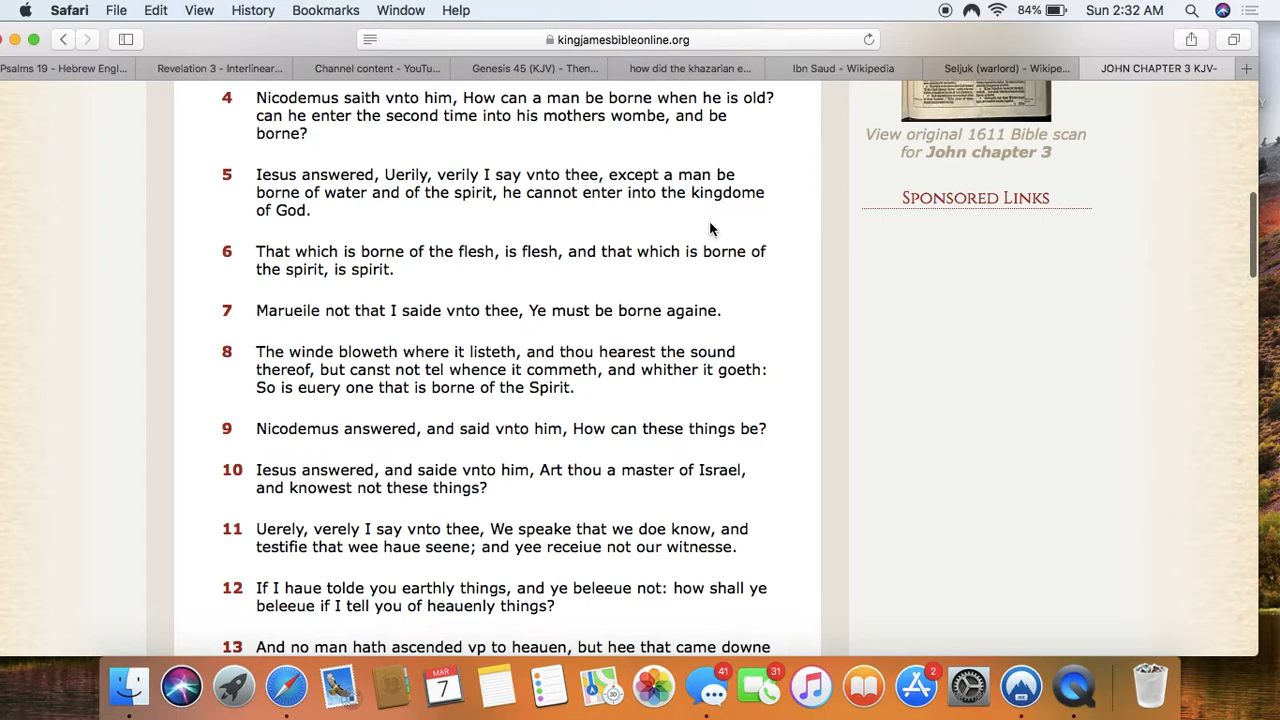 Safari File Edit View History Bookmarks Window Help 84% Sun 2:32 AM
kingjamesbibleonline.org
Psalms 19 - Hebrew Engl... Revelation 3 - Interlinear... Channel content - YouTu... Genesis 45 (KJV) - Then... how did the khazarian e... Ibn Saud - Wikipedia Seljuk (warlord) - Wikipe... JOHN CHAPTER 3 KJV-
4 Nicodemus saith vnto him, How can a man be borne when he is old?
can he enter the second time into his mothers wombe, and be
borne?
5 Iesus answered, Uerily, verily I say vnto thee, except a man be
borne of water and of the spirit, he cannot enter into the kingdome
of God.
6 That which is borne of the flesh, is flesh, and that which is borne of
the spirit, is spirit.
7 Marueile not that I saide vnto thee, Ye must be borne againe.
8 The winde bloweth where it listeth, and thou hearest the sound
thereof, but canst not tel whence it commeth, and whither it goeth:
So is euery one that is borne of the Spirit.
9 Nicodemus answered, and said vnto him, How can these things be?
10 Iesus answered, and saide vnto him, Art thou a master of Israel,
and knowest not these things?
11 Uerely, verely I say vnto thee, We speake that we doe know, and
testifie that wee haue seene; and yee receiue not our witnesse.
12 If I haue tolde you earthly things, and ye beleeue not: how shall ye
beleeue if I tell you of heauenly things?
13 And no man hath ascended vp to heauen, but hee that came downe
View original 1611 Bible scan
for John chapter 3
SPONSORED LINKS
MAR
7
3D
41
31
2